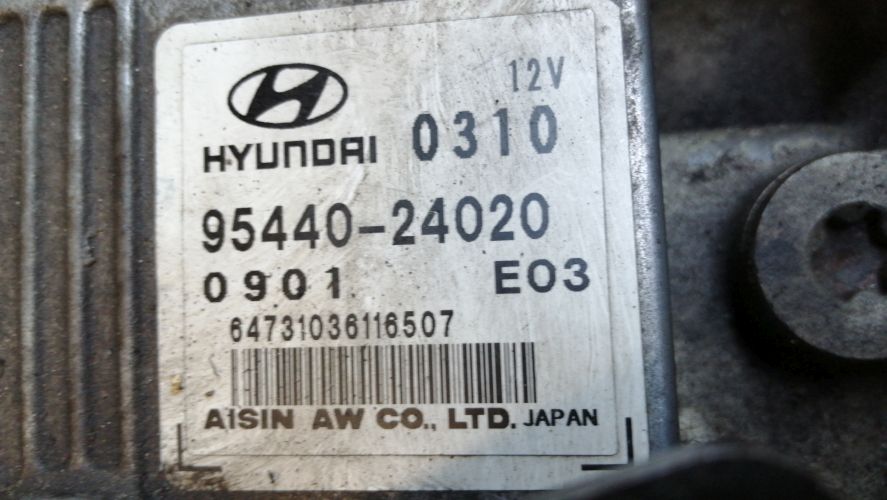 12V
HYUNDAI 0310
95440-24020
0901 E03
64731036116507
AISIN AW CO., LTD. JAPAN